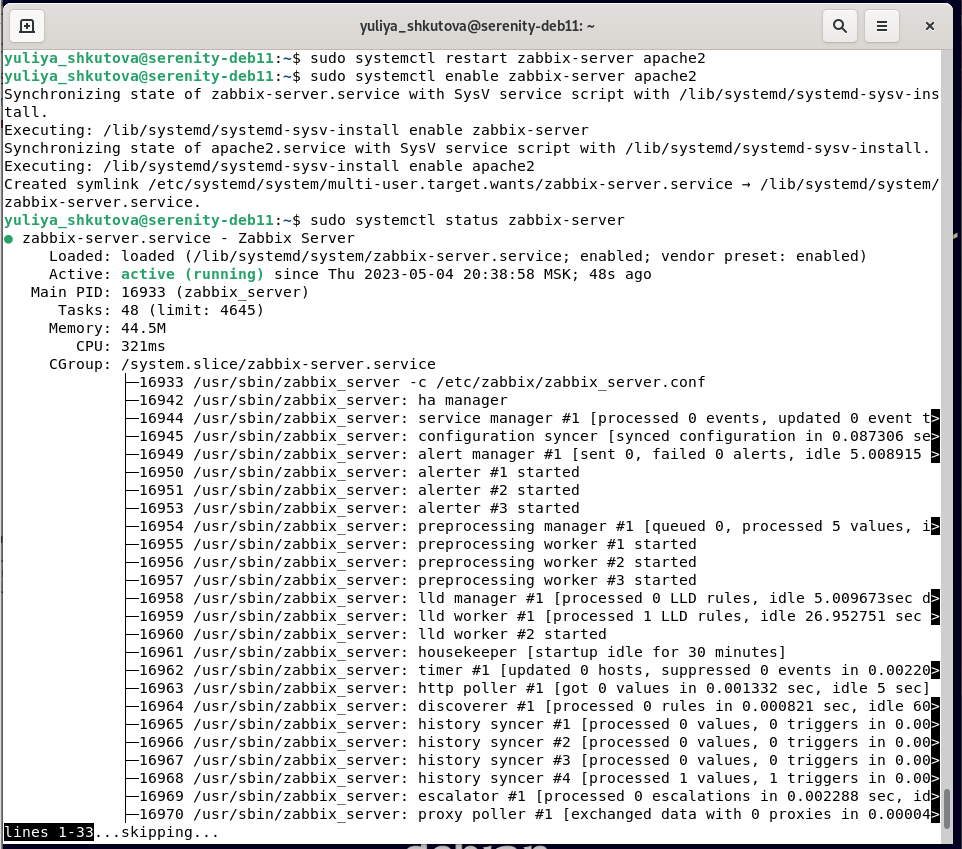 yuliya_shkutova@serenity-deb11: ~
yuliya_shkutova@serenity-deb11:~$ sudo systemctl restart zabbix-server apache2
yuliya_shkutova@serenity-deb11:~$ sudo systemctl enable zabbix-server apache2
Synchronizing state of zabbix-server.service with SysV service script with /lib/systemd/systemd-sysv-ins
tall.
Executing: /lib/systemd/systemd-sysv-install enable zabbix-server
Synchronizing state of apache2.service with SysV service script with /lib/systemd/systemd-sysv-install.
Executing: /lib/systemd/systemd-sysv-install enable apache2
Created symlink /etc/systemd/system/multi-user.target.wants/zabbix-server.service → /lib/systemd/system/
zabbix-server.service.
yuliya_shkutova@serenity-deb11:~$ sudo systemctl status zabbix-server
● zabbix-server.service - Zabbix Server
Loaded: loaded (/lib/systemd/system/zabbix-server.service; enabled; vendor preset: enabled)
Active: active (running) since Thu 2023-05-04 20:38:58 MSK; 48s ago
Main PID: 16933 (zabbix_server)
Tasks: 48 (limit: 4645)
Memory: 44.5M
CPU: 321ms
CGroup: /system.slice/zabbix-server.service
├─16933 /usr/sbin/zabbix_server -c /etc/zabbix/zabbix_server.conf
├─16942 /usr/sbin/zabbix_server: ha manager
├─16944 /usr/sbin/zabbix_server: service manager #1 [processed 0 events, updated 0 event t>
├─16945 /usr/sbin/zabbix_server: configuration syncer [synced configuration in 0.087306 se>
├─16949 /usr/sbin/zabbix_server: alert manager #1 [sent 0, failed 0 alerts, idle 5.008915 >
├─16950 /usr/sbin/zabbix_server: alerter #1 started
├─16951 /usr/sbin/zabbix_server: alerter #2 started
├─16953 /usr/sbin/zabbix_server: alerter #3 started
├─16954 /usr/sbin/zabbix_server: preprocessing manager #1 [queued 0, processed 5 values, i>
├─16955 /usr/sbin/zabbix_server: preprocessing worker #1 started
├─16956 /usr/sbin/zabbix_server: preprocessing worker #2 started
├─16957 /usr/sbin/zabbix_server: preprocessing worker #3 started
├─16958 /usr/sbin/zabbix_server: lld manager #1 [processed 0 LLD rules, idle 5.009673sec d>
├─16959 /usr/sbin/zabbix_server: lld worker #1 [processed 1 LLD rules, idle 26.952751 sec >
├─16960 /usr/sbin/zabbix_server: lld worker #2 started
├─16961 /usr/sbin/zabbix_server: housekeeper [startup idle for 30 minutes]
├─16962 /usr/sbin/zabbix_server: timer #1 [updated 0 hosts, suppressed 0 events in 0.00220>
├─16963 /usr/sbin/zabbix_server: http poller #1 [got 0 values in 0.001332 sec, idle 5 sec]
├─16964 /usr/sbin/zabbix_server: discoverer #1 [processed 0 rules in 0.000821 sec, idle 60>
├─16965 /usr/sbin/zabbix_server: history syncer #1 [processed 0 values, 0 triggers in 0.00>
├─16966 /usr/sbin/zabbix_server: history syncer #2 [processed 0 values, 0 triggers in 0.00>
├─16967 /usr/sbin/zabbix_server: history syncer #3 [processed 0 values, 0 triggers in 0.00>
├─16968 /usr/sbin/zabbix_server: history syncer #4 [processed 1 values, 1 triggers in 0.00>
├─16969 /usr/sbin/zabbix_server: escalator #1 [processed 0 escalations in 0.002288 sec, id>
├─16970 /usr/sbin/zabbix_server: proxy poller #1 [exchanged data with 0 proxies in 0.00004>
lines 1-33...skipping...